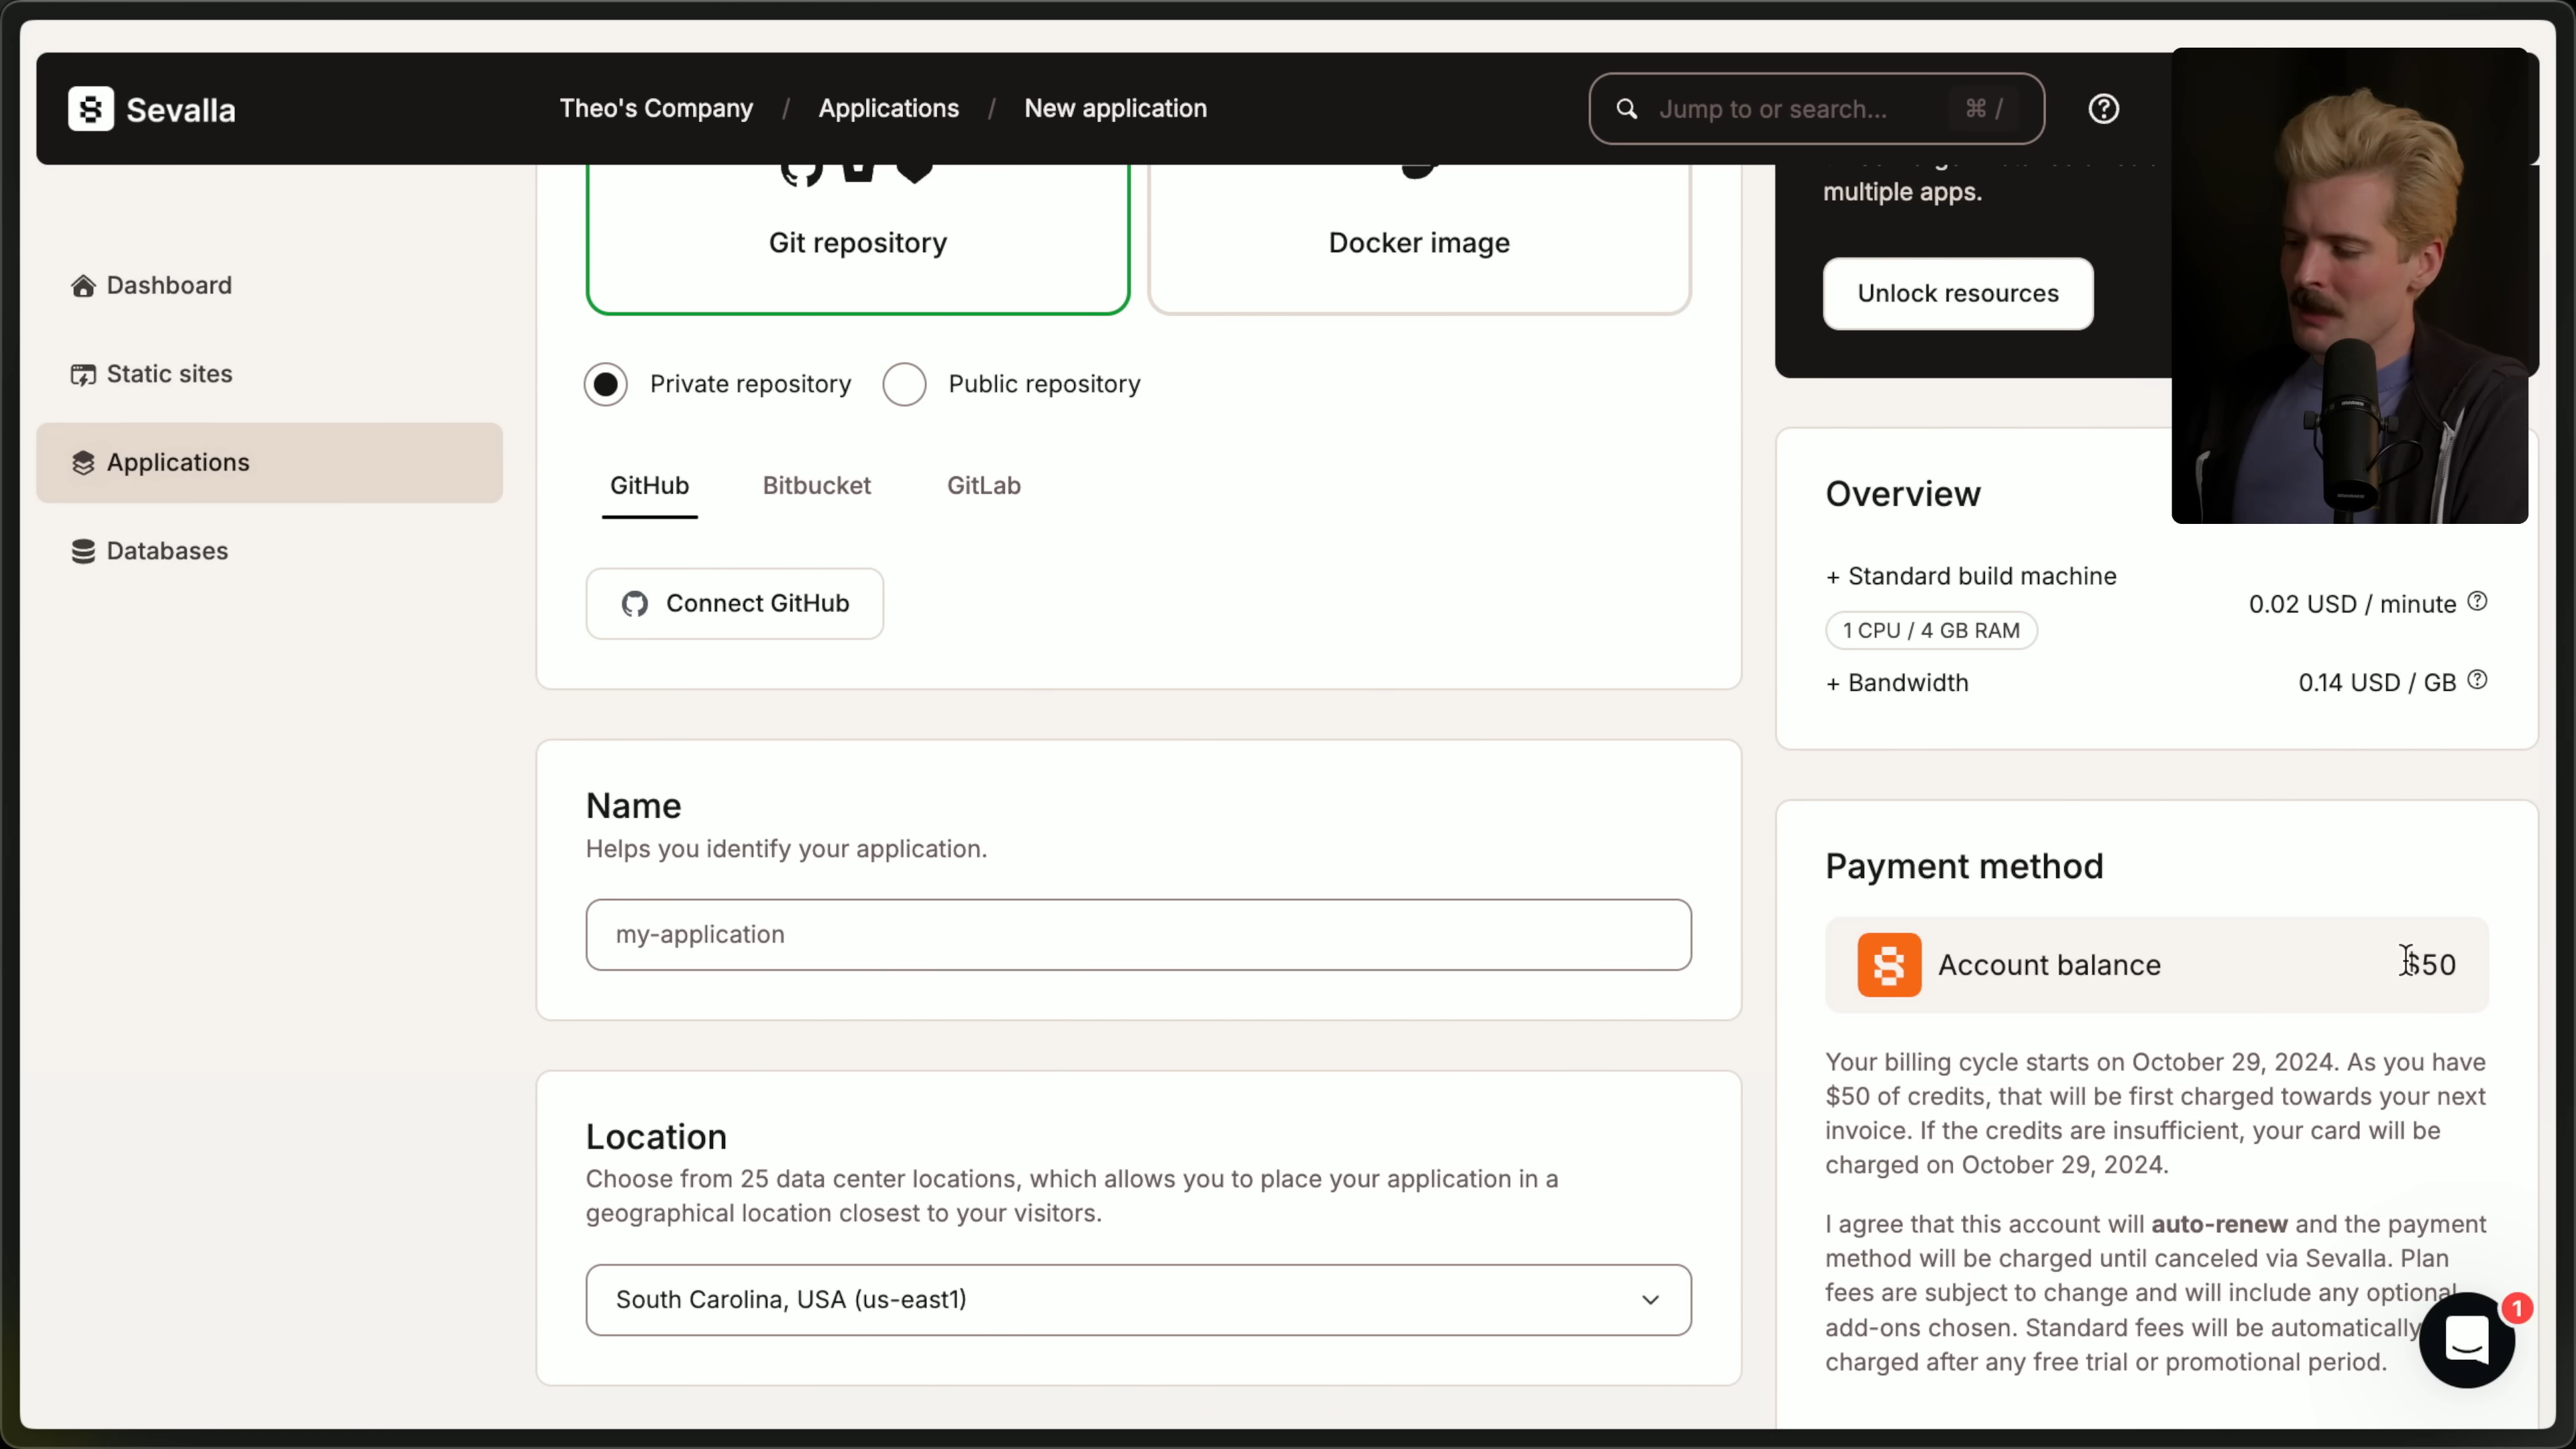 Sevalla
Theo's Company / Applications / New application
Jump to or search... ⌘ /
Dashboard
Static sites
Applications
Databases
Git repository
Docker image
Private repository
Public repository
GitHub
Bitbucket
GitLab
Connect GitHub
Name
Helps you identify your application.
my-application
Location
Choose from 25 data center locations, which allows you to place your application in a
geographical location closest to your visitors.
South Carolina, USA (us-east1)
multiple apps.
Unlock resources
Overview
+ Standard build machine
0.02 USD / minute
1 CPU / 4 GB RAM
+ Bandwidth
0.14 USD / GB
Payment method
Account balance
$50
Your billing cycle starts on October 29, 2024. As you have
$50 of credits, that will be first charged towards your next
invoice. If the credits are insufficient, your card will be
charged on October 29, 2024.
I agree that this account will auto-renew and the payment
method will be charged until canceled via Sevalla. Plan
fees are subject to change and will include any optional
add-ons chosen. Standard fees will be automatically
charged after any free trial or promotional period.
1